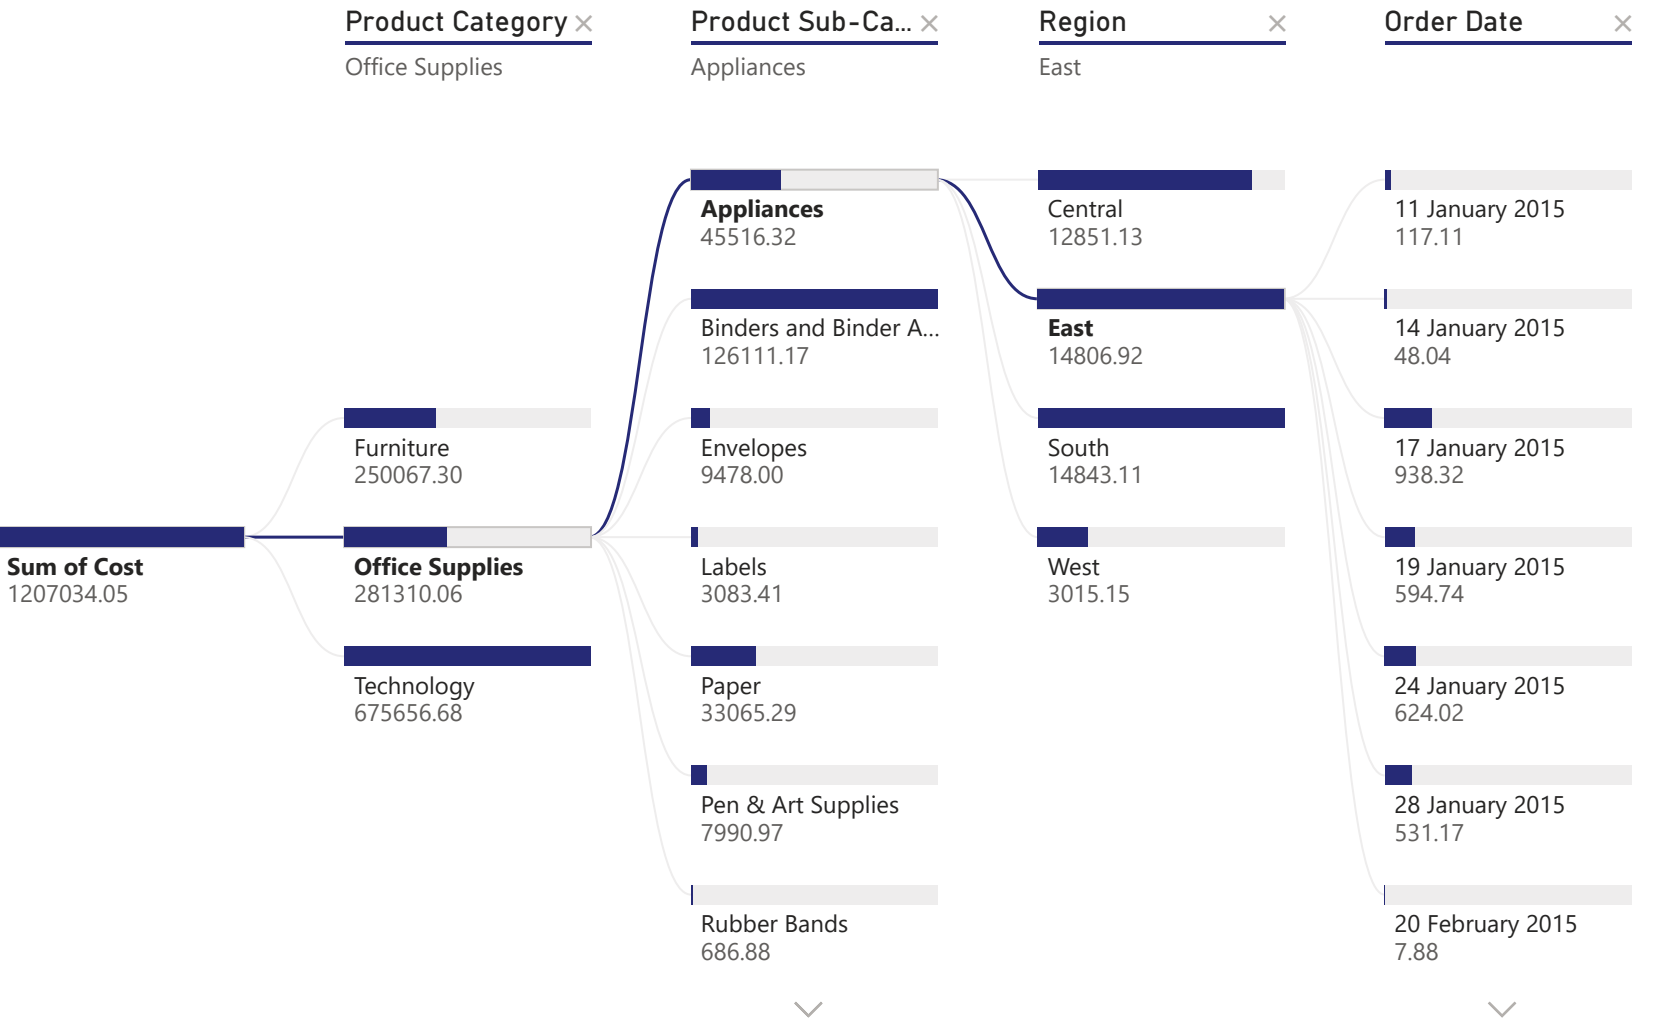 Product Category
Office Supplies
Product Sub-Ca...
Appliances
Region
East
Order Date
Sum of Cost
1207034.05
Furniture
250067.30
Office Supplies
281310.06
Technology
675656.68
Appliances
45516.32
Binders and Binder A...
126111.17
Envelopes
9478.00
Labels
3083.41
Paper
33065.29
Pen & Art Supplies
7990.97
Rubber Bands
686.88
Central
12851.13
East
14806.92
South
14843.11
West
3015.15
11 January 2015
117.11
14 January 2015
48.04
17 January 2015
938.32
19 January 2015
594.74
24 January 2015
624.02
28 January 2015
531.17
20 February 2015
7.88